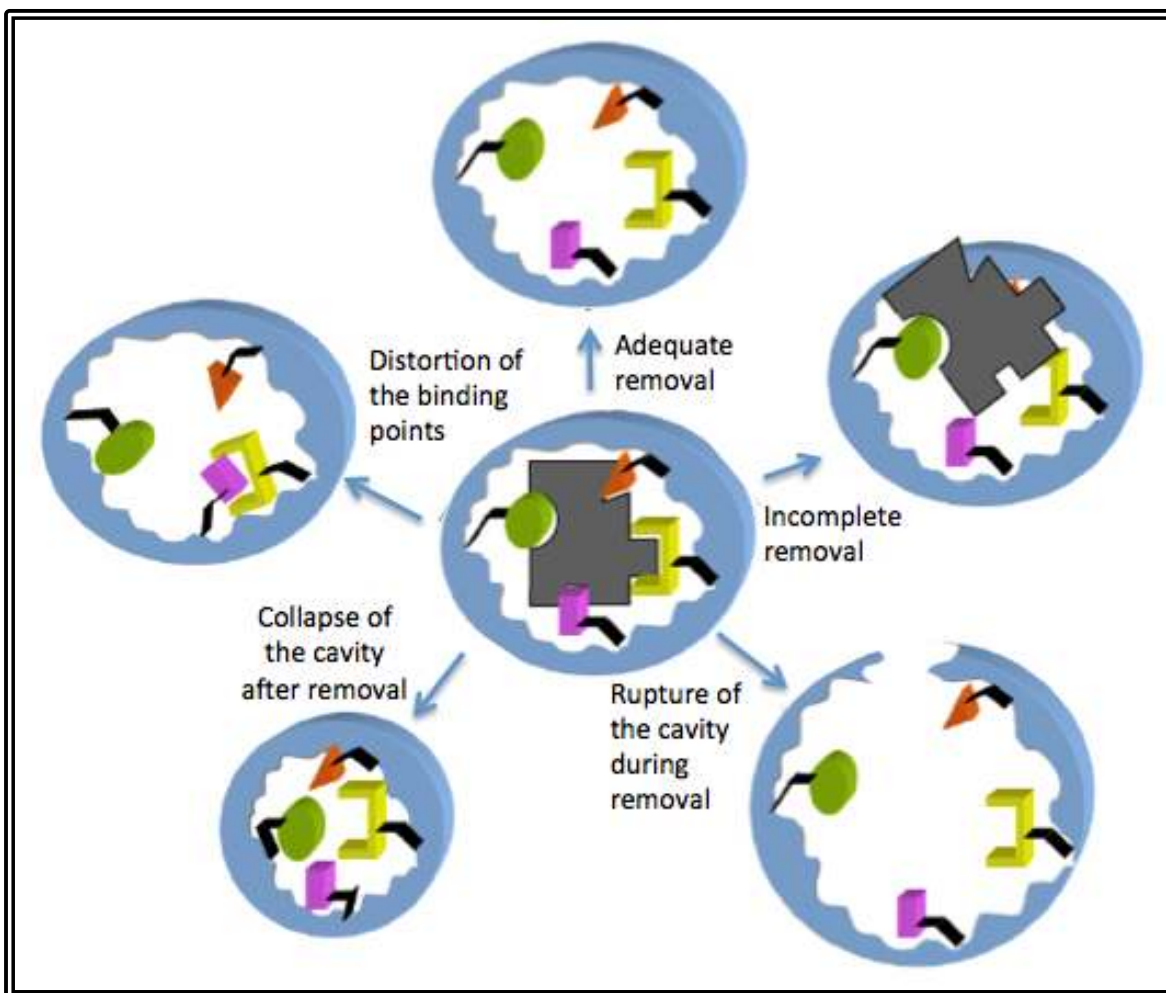 Adequate
removal
Distortion of
the binding
points
Incomplete
removal
Collapse of
the cavity
after removal
Rupture of
the cavity
during
removal